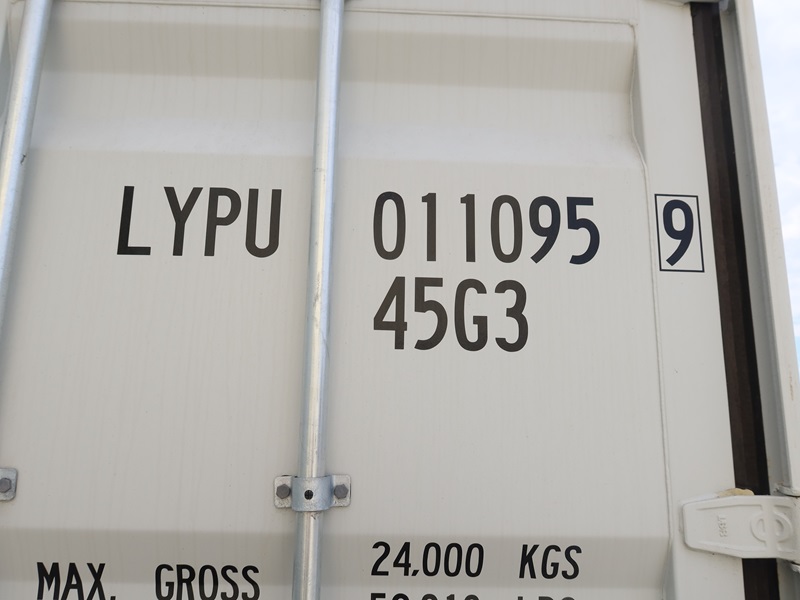 LYPU 011095 9
45G3
MAX. GROSS 24,000 KGS